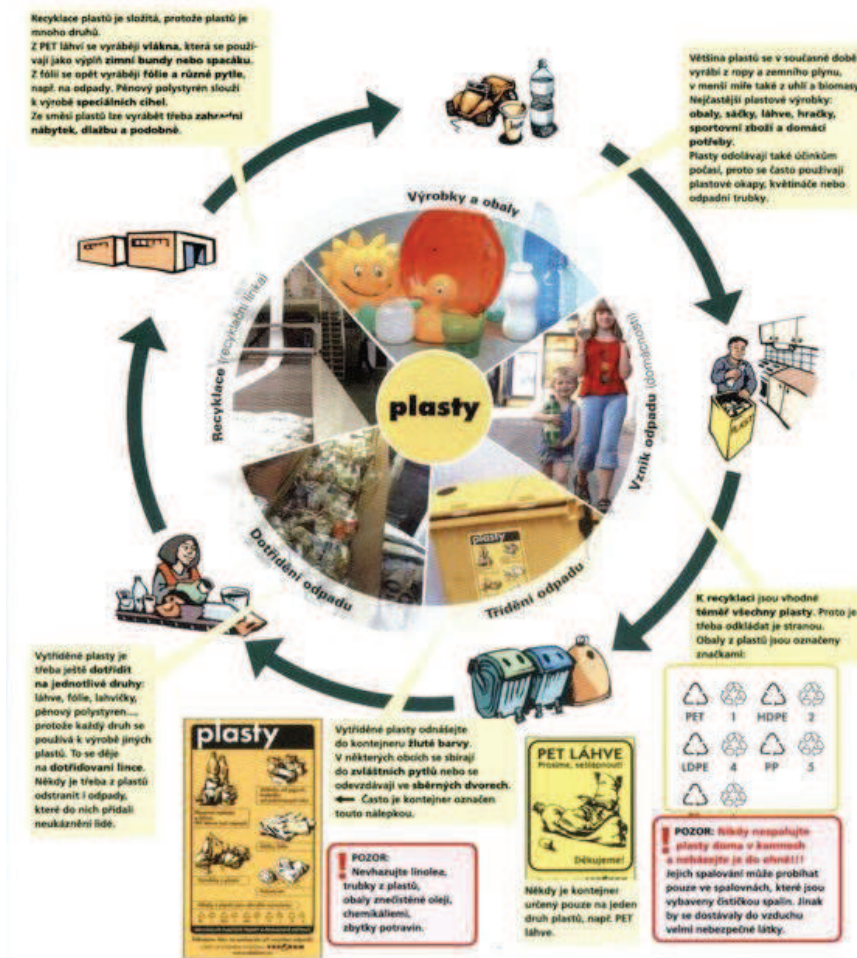 Recyklace plastů je složitá, protože plastů je
mnoho druhů.
Z PET láhví se vyrábějí vlákna, která se použí-
vají jako výplň zimní bundy nebo spacáku.
Z fólií se opět vyrábějí fólie a různé pytle,
např. na odpady. Pěnový polystyrén slouží
k výrobě speciálních cihel.
Ze směsi plastů lze vyrábět třeba zahradní
nábytek, dlažbu a podobně.
Většina plastů se v současné době
vyrábí z ropy a zemního plynu,
v menší míře také z uhlí a biomasy.
Nejčastější plastové výrobky:
obaly, sáčky, láhve, hračky,
sportovní zboží a domácí
potřeby.
Plasty odolávají také účinkům
počasí, proto se často používají
plastové okapy, květináče nebo
odpadní trubky.
Výrobky a obaly
Recyklace (recyklační linka)
plasty
Vznik odpadu (domácnosti)
PLASTY
plasty
Dotřídění odpadu
Třídění odpadu
K recyklaci jsou vhodné
téměř všechny plasty. Proto je
třeba odkládat je stranou.
Obaly z plastů jsou označeny
značkami:
PET 1 HDPE 2
LDPE 4 PP 5
Vytříděné plasty je
třeba ještě dotřídit
na jednotlivé druhy:
láhve, fólie, lahvičky,
pěnový polystyren...,
protože každý druh se
používá k výrobě jiných
plastů. To se děje
na dotřiďovací lince.
Někdy je třeba z plastů
odstranit i odpady,
které do nich přidali
neukáznění lidé.
plasty
Vytříděné plasty odnášejte
do kontejneru žluté barvy.
V některých obcích se sbírají
do zvláštních pytlů nebo se
odevzdávají ve sběrných dvorech.
← Často je kontejner označen
touto nálepkou.
! POZOR:
Nevhazujte linolea,
trubky z plastů,
obaly znečistěné oleji,
chemikáliemi,
zbytky potravin.
PET LÁHVE
Prosíme, sešlápnout!
Děkujeme!
Někdy je kontejner
určený pouze na jeden
druh plastů, např. PET
láhve.
! POZOR: Nikdy nespalujte
plasty doma v kamnech
a neházejte je do ohně!!!
Jejich spalování může probíhat
pouze ve spalovnách, které jsou
vybaveny čističkou spalin. Jinak
by se dostávaly do vzduchu
velmi nebezpečné látky.